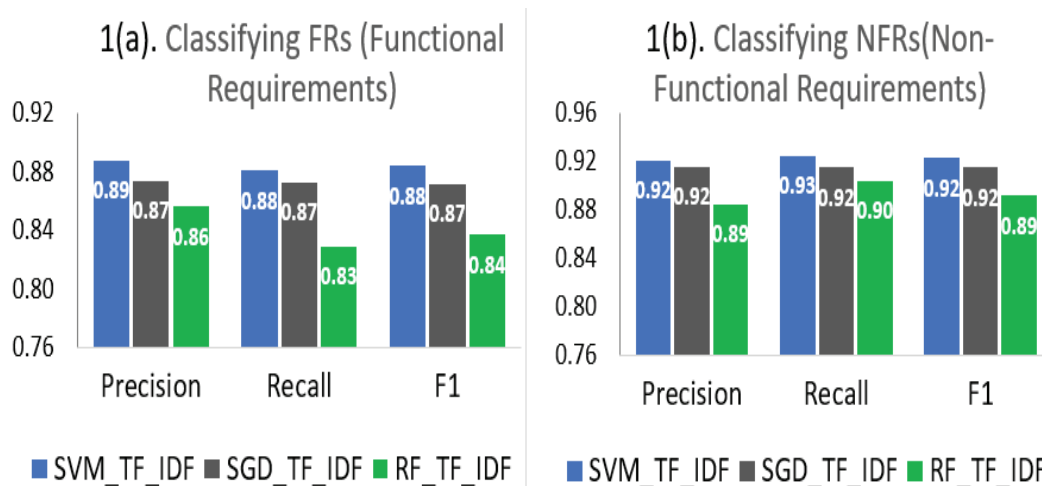 1(a). Classifying FRs (Functional
Requirements)
0.92
0.88
0.84
0.80
0.76
0.89
0.87
0.86
0.88
0.87
0.83
0.88
0.87
0.84
Precision
Recall
F1
SVM_TF_IDF
SGD_TF_IDF
RF_TF_IDF
1(b). Classifying NFRs(Non-
Functional Requirements)
0.96
0.92
0.88
0.84
0.80
0.76
0.92
0.92
0.89
0.93
0.92
0.90
0.92
0.92
0.89
Precision
Recall
F1
SVM_TF_IDF
SGD_TF_IDF
RF_TF_IDF